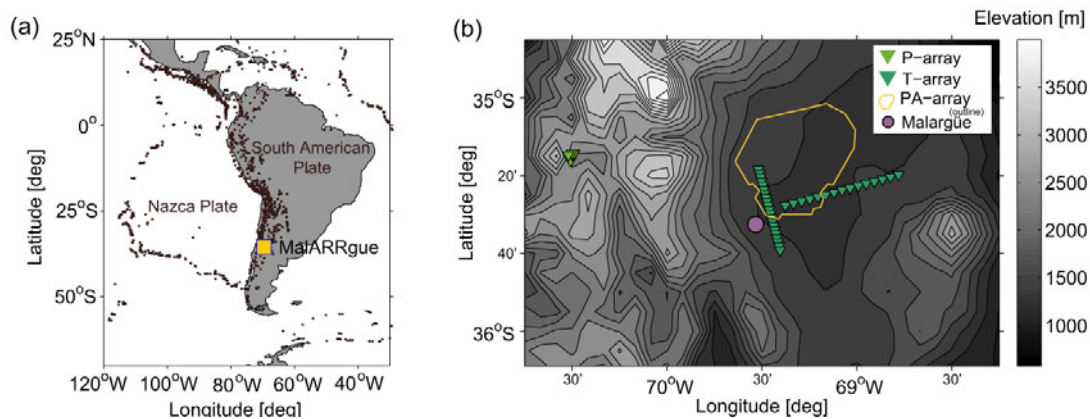 (a)
25°N
0°
25°S
50°S
Latitude [deg]
South American
Plate
Nazca Plate
MalARRgue
120°W 100°W 80°W 60°W 40°W
Longitude [deg]
(b)
Elevation [m]
P-array
T-array
PA-array
(outline)
Malargüe
35°S
20'
40'
36°S
Latitude [deg]
30' 70°W 30' 69°W 30'
Longitude [deg]
3500
3000
2500
2000
1500
1000